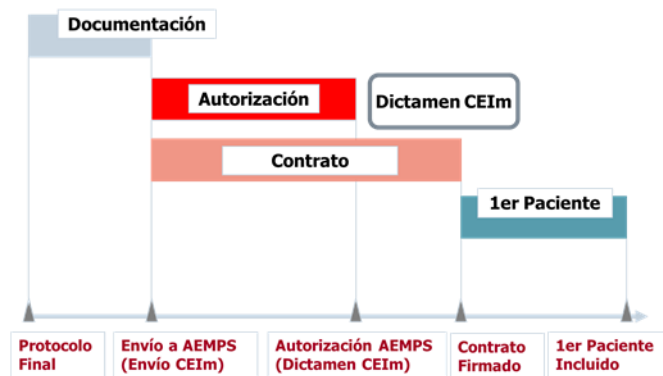 Documentación
Autorización
Dictamen CEIm
Contrato
1er Paciente
Protocolo
Final
Envío a AEMPS
(Envío CEIm)
Autorización AEMPS
(Dictamen CEIm)
Contrato
Firmado
1er Paciente
Incluido